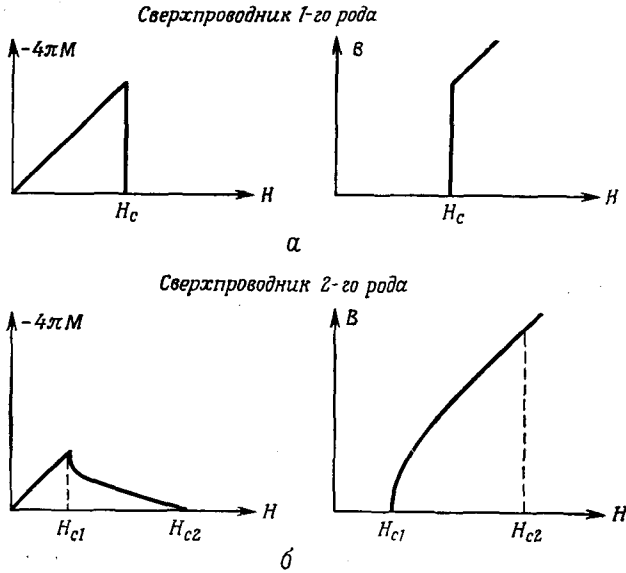 Сверхпроводник 1-го рода
-4πM
B
H
H
Hc
Hc
а
Сверхпроводник 2-го рода
-4πM
B
H
H
Hc1
Hc2
Hc1
Hc2
б